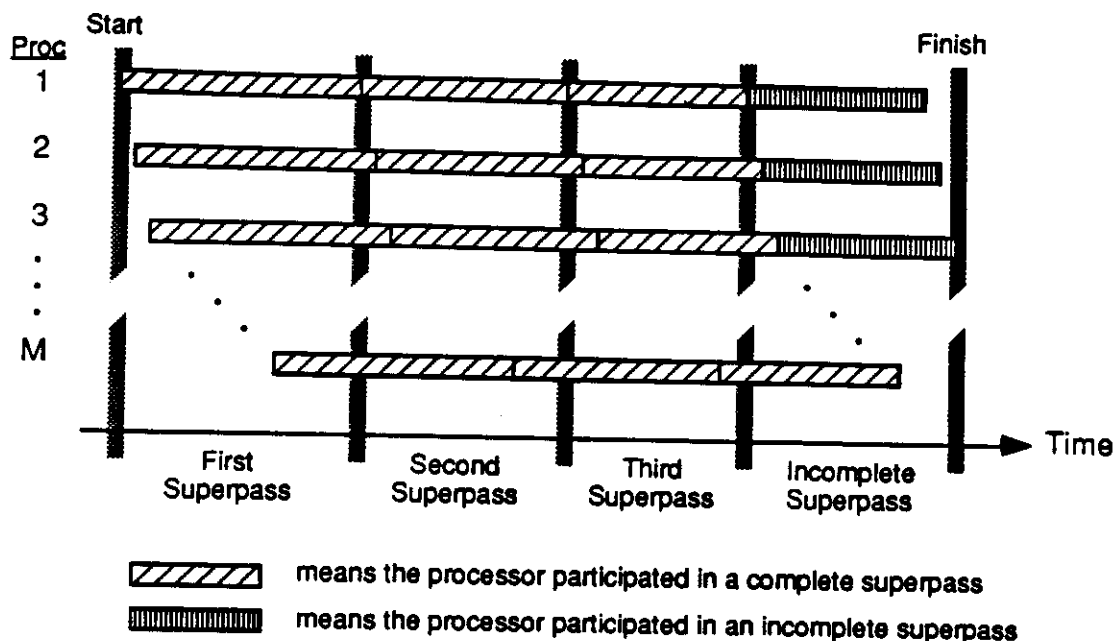 Start
Proc
Finish
1
2
3
M
Time
First
Superpass
Second
Superpass
Third
Superpass
Incomplete
Superpass
means the processor participated in a complete superpass
means the processor participated in an incomplete superpass